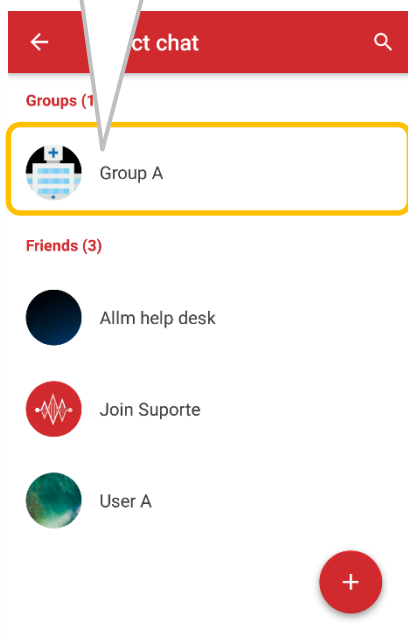 ct chat
Groups (1
Group A
Friends (3)
Allm help desk
Join Suporte
User A